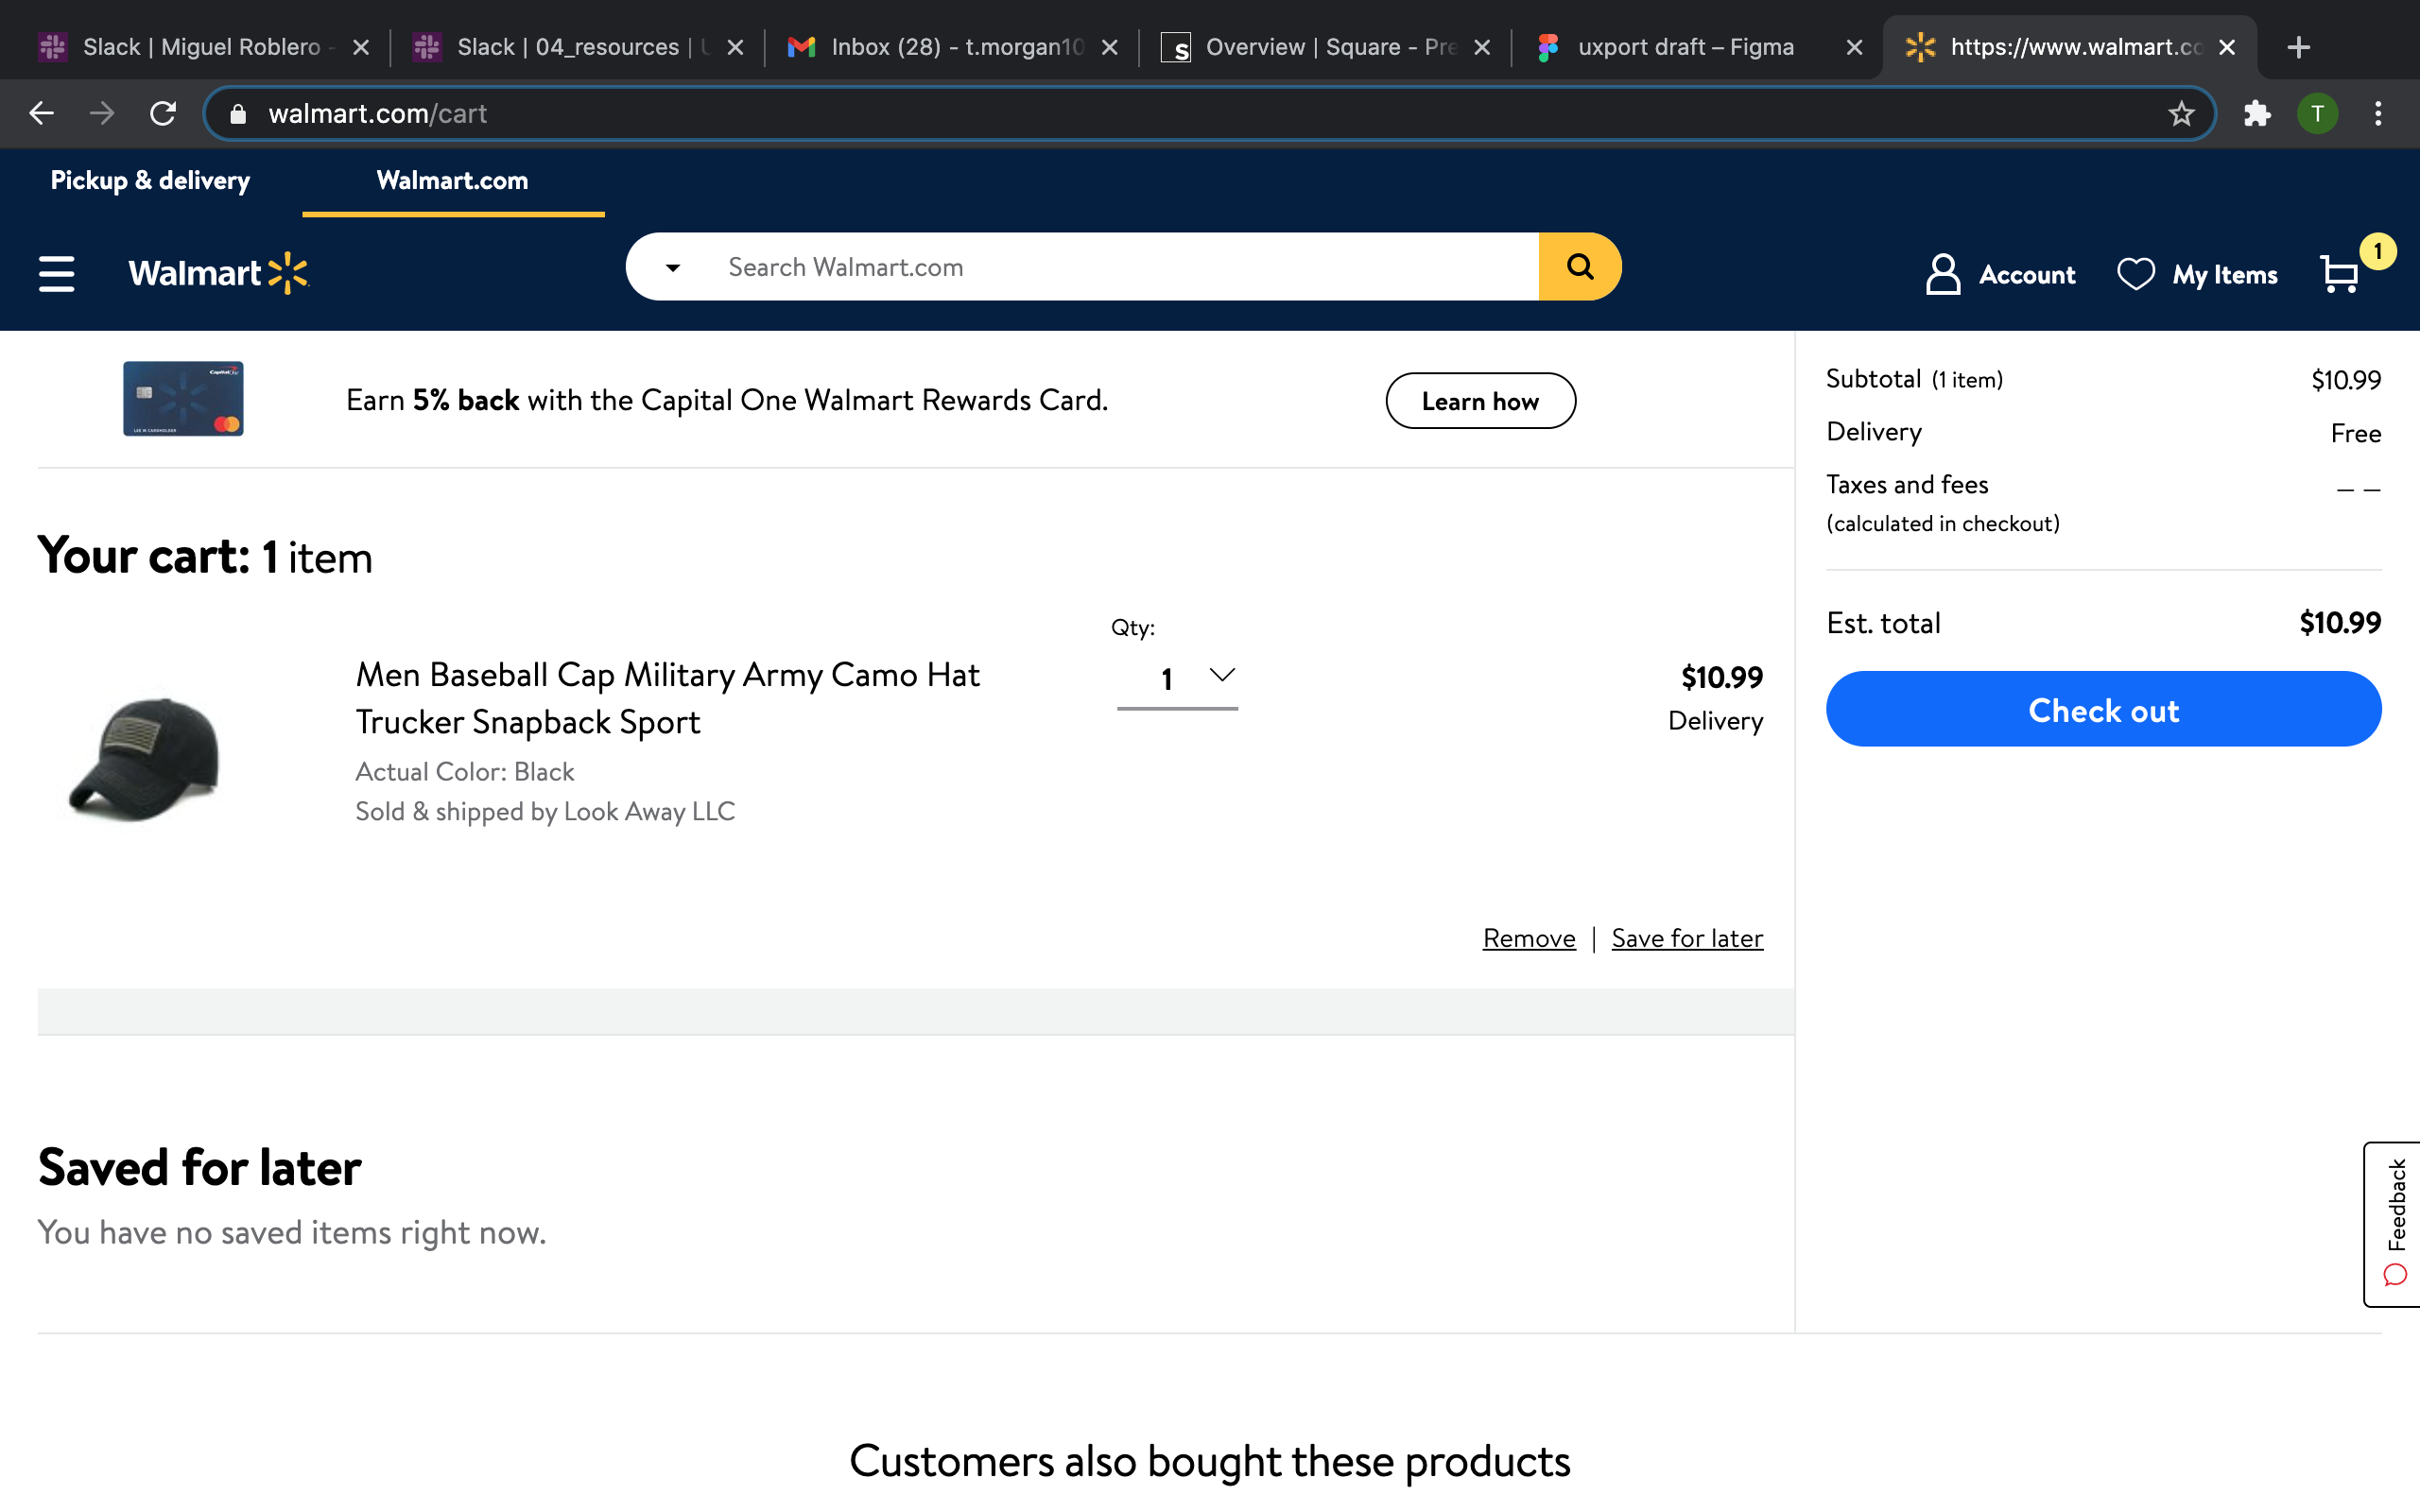 Slack | Miguel Roblero -
Slack | 04_resources |
Inbox (28) - t.morgan10
Overview | Square - Pre
uxport draft – Figma
https://www.walmart.co
walmart.com/cart
T
Pickup & delivery
Walmart.com
Walmart
Search Walmart.com
Account
My Items
1
Earn 5% back with the Capital One Walmart Rewards Card.
Learn how
Your cart: 1 item
Men Baseball Cap Military Army Camo Hat
Trucker Snapback Sport
Actual Color: Black
Sold & shipped by Look Away LLC
Qty:
1
$10.99
Delivery
Remove | Save for later
Subtotal (1 item) $10.99
Delivery Free
Taxes and fees — —
(calculated in checkout)
Est. total $10.99
Check out
Saved for later
You have no saved items right now.
Feedback
Customers also bought these products